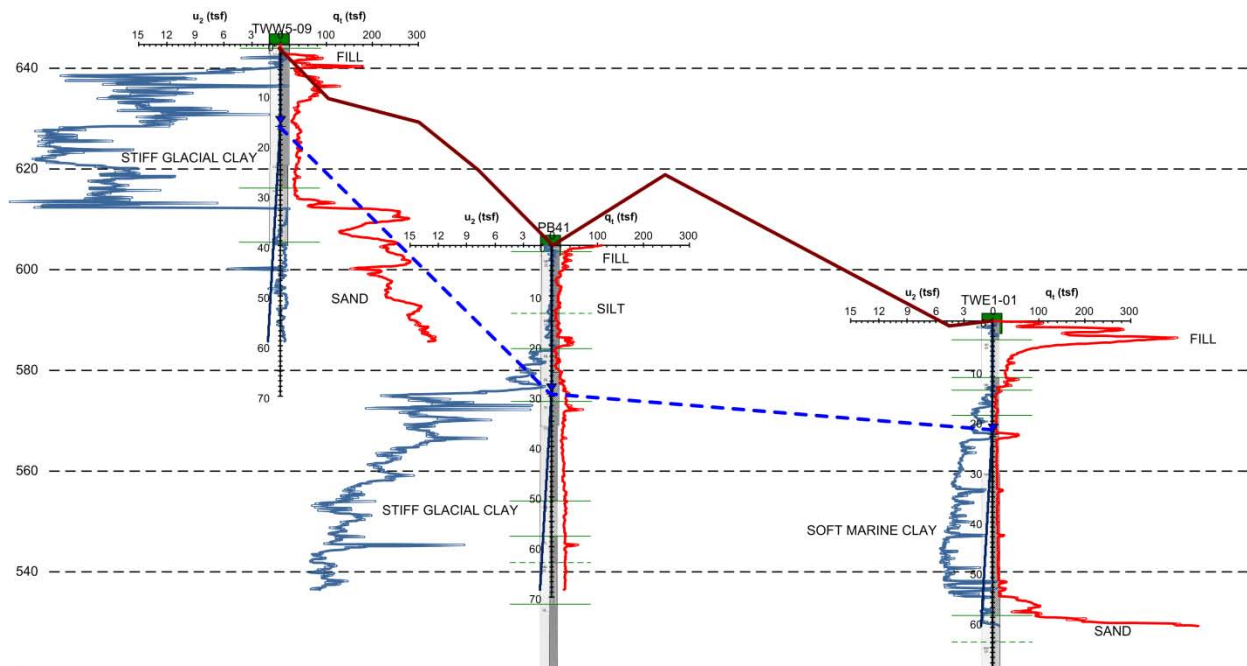 u2 (tsf) qt (tsf)
TWW5-09
15 12 9 6 3 0 100 200 300
FILL
640
10
STIFF GLACIAL CLAY
20
620
30
u2 (tsf) qt (tsf)
PB41
15 12 9 6 3 100 200 300
40
FILL
600
50
SAND
10
SILT
u2 (tsf) qt (tsf)
TWE1-01
15 12 9 6 3 0 100 200 300
60
20
FILL
580
70
10
30
20
40
560
30
STIFF GLACIAL CLAY
50
SOFT MARINE CLAY
40
60
540
50
70
60
SAND